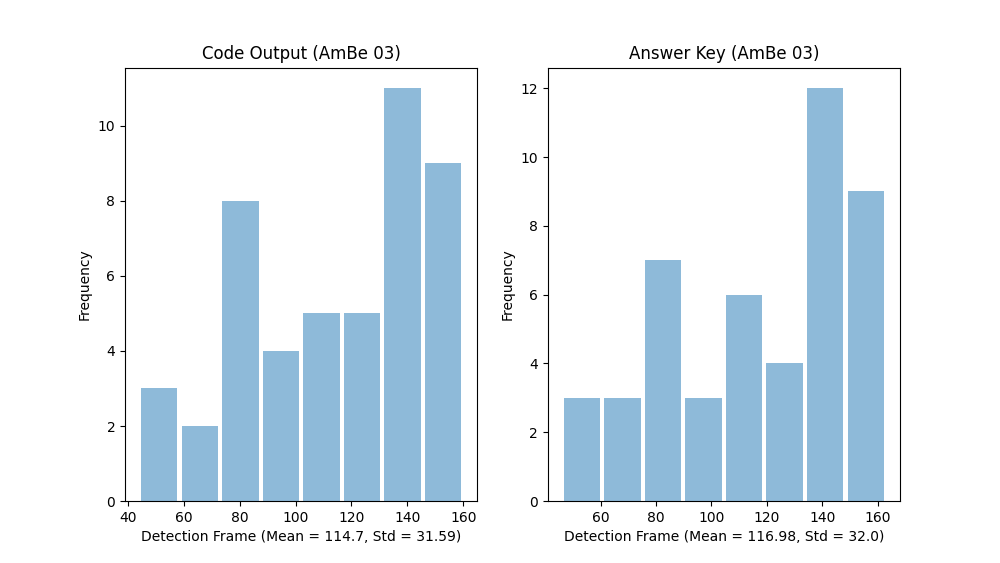 Code Output (AmBe 03)
Frequency
10
8
6
4
2
0
40 60 80 100 120 140 160
Detection Frame (Mean = 114.7, Std = 31.59)
Answer Key (AmBe 03)
Frequency
12
10
8
6
4
2
0
60 80 100 120 140 160
Detection Frame (Mean = 116.98, Std = 32.0)